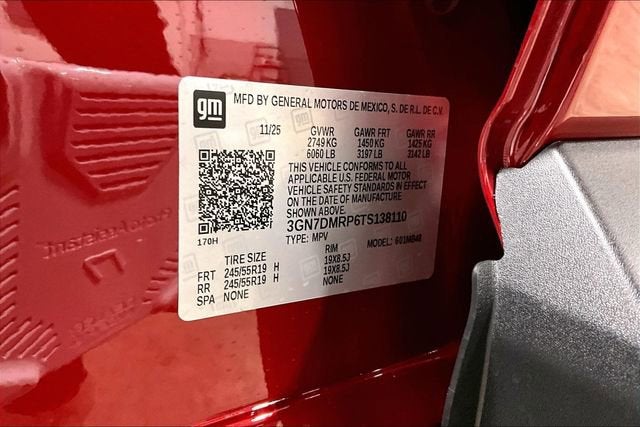 gm MFD BY GENERAL MOTORS DE MEXICO, S. DE R.L. DE C.V.
11/25 GVWR GAWR FRT GAWR RR
2749 KG 1450 KG 1425 KG
6060 LB 3197 LB 3142 LB
THIS VEHICLE CONFORMS TO ALL
APPLICABLE U.S. FEDERAL MOTOR
VEHICLE SAFETY STANDARDS IN EFFECT
ON THE DATE OF MANUFACTURE
SHOWN ABOVE.
3GN7DMRP6TS138110
170H TYPE: MPV MODEL: 601MB48
TIRE SIZE RIM
FRT 245/55R19 H 19X8.5J
RR 245/55R19 H 19X8.5J
SPA NONE NONE